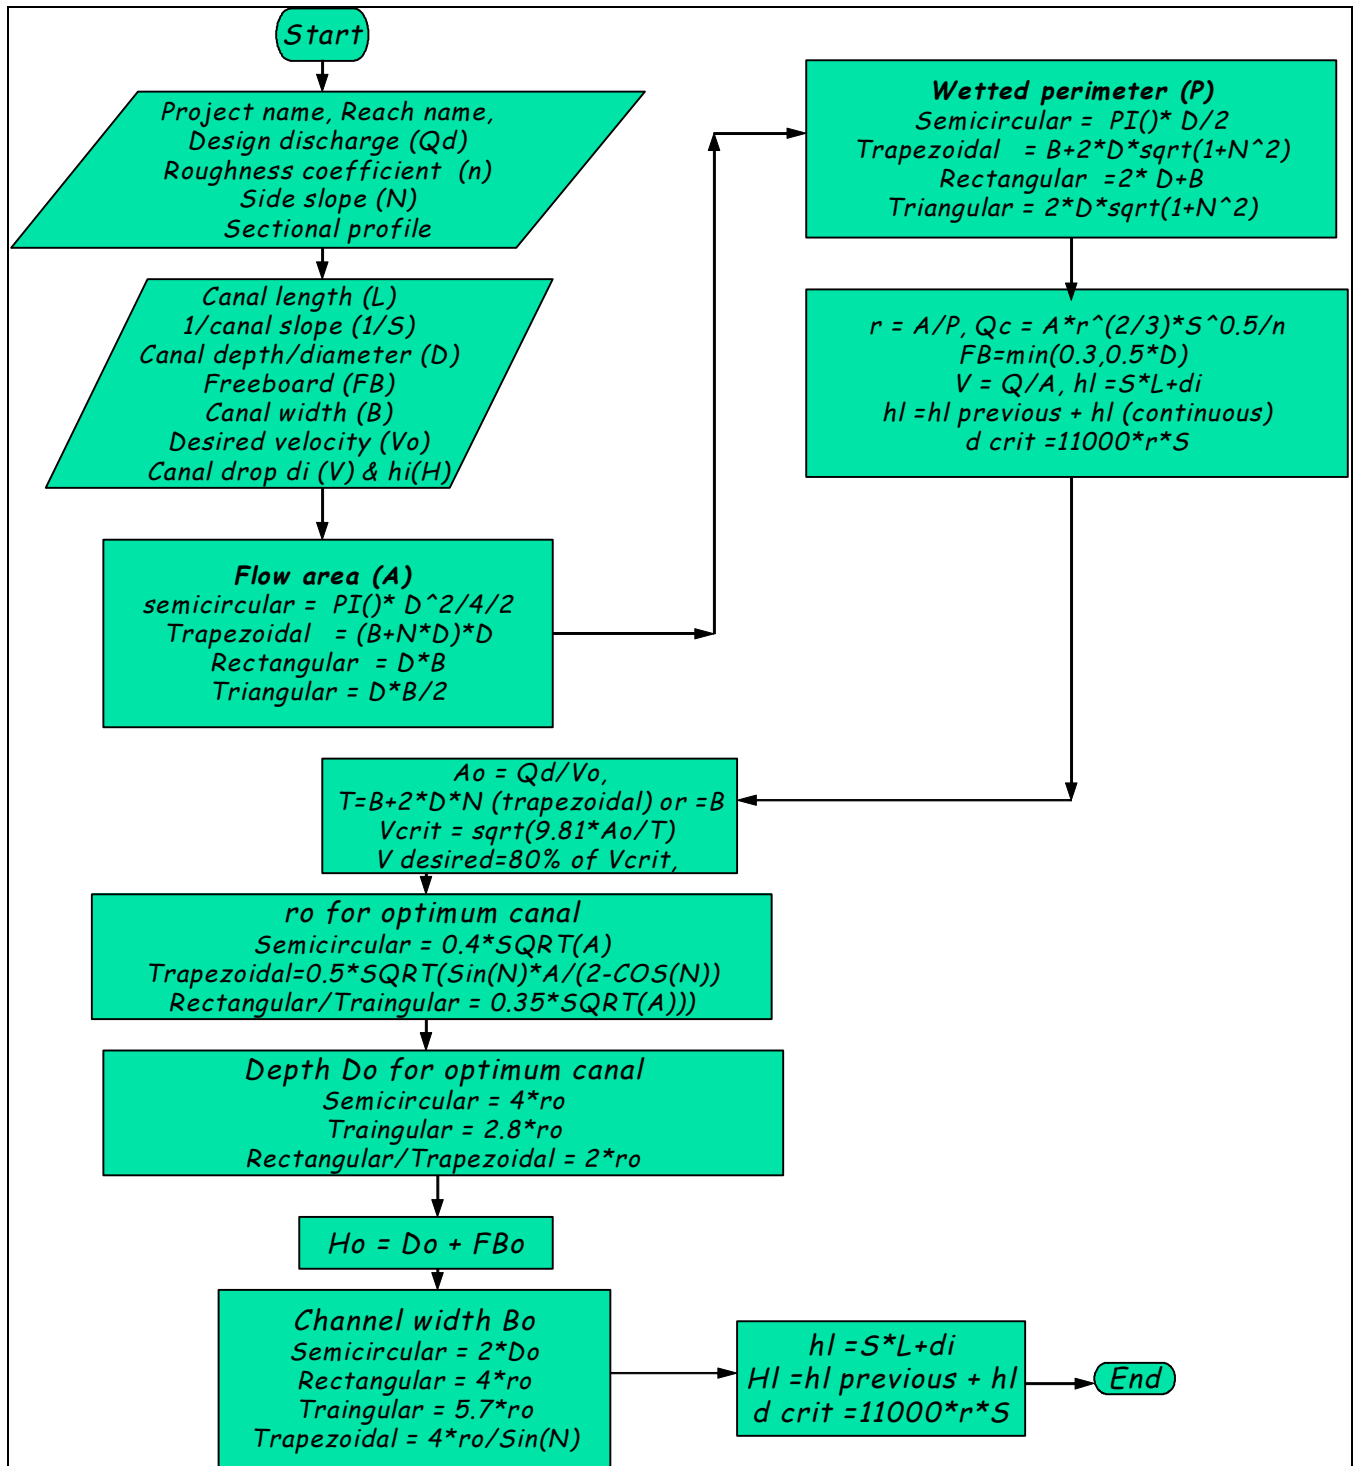 Start
Project name, Reach name,
Design discharge (Qd)
Roughness coefficient (n)
Side slope (N)
Sectional profile
Canal length (L)
1/canal slope (1/S)
Canal depth/diameter (D)
Freeboard (FB)
Canal width (B)
Desired velocity (Vo)
Canal drop di (V) & hi(H)
Flow area (A)
semicircular = PI()* D^2/4/2
Trapezoidal = (B+N*D)*D
Rectangular = D*B
Triangular = D*B/2
Wetted perimeter (P)
Semicircular = PI()* D/2
Trapezoidal = B+2*D*sqrt(1+N^2)
Rectangular =2* D+B
Triangular = 2*D*sqrt(1+N^2)
r = A/P, Qc = A*r^(2/3)*S^0.5/n
FB=min(0.3,0.5*D)
V = Q/A, hl =S*L+di
hl =hl previous + hl (continuous)
d crit =11000*r*S
Ao = Qd/Vo,
T=B+2*D*N (trapezoidal) or =B
Vcrit = sqrt(9.81*Ao/T)
V desired=80% of Vcrit,
ro for optimum canal
Semicircular = 0.4*SQRT(A)
Trapezoidal=0.5*SQRT(Sin(N)*A/(2-COS(N))
Rectangular/Traingular = 0.35*SQRT(A)))
Depth Do for optimum canal
Semicircular = 4*ro
Traingular = 2.8*ro
Rectangular/Trapezoidal = 2*ro
Ho = Do + FBo
Channel width Bo
Semicircular = 2*Do
Rectangular = 4*ro
Traingular = 5.7*ro
Trapezoidal = 4*ro/Sin(N)
hl =S*L+di
Hl =hl previous + hl
d crit =11000*r*S
End